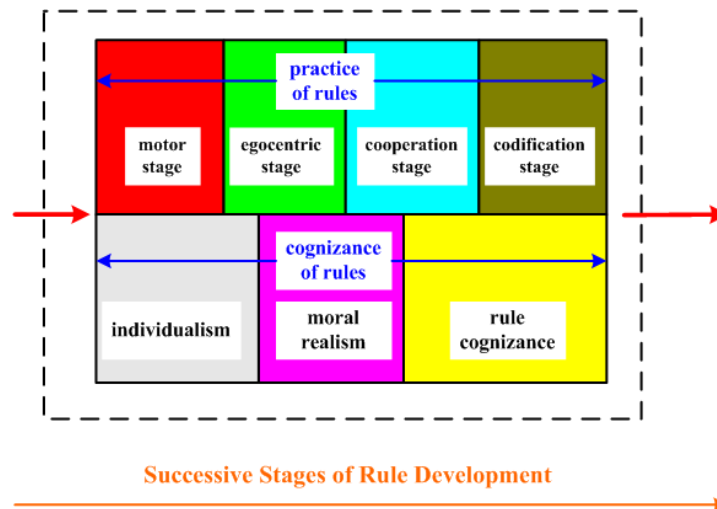 practice
of rules
motor
stage
egocentric
stage
cooperation
stage
codification
stage
cognizance
of rules
individualism
moral
realism
rule
cognizance
Successive Stages of Rule Development